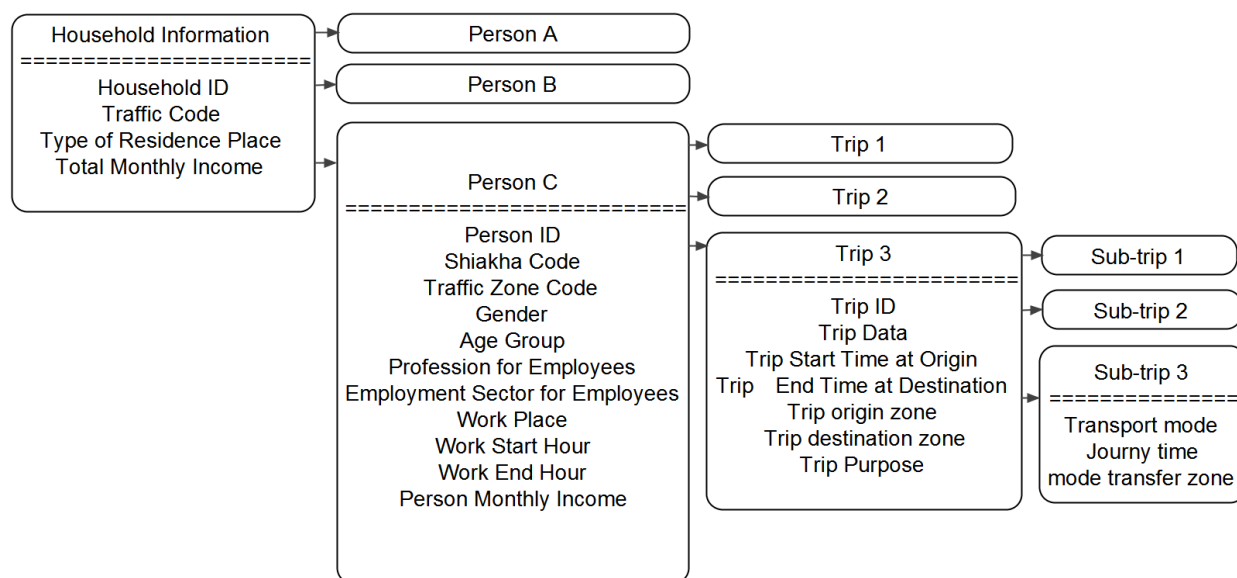 Household Information
=======================
Household ID
Traffic Code
Type of Residence Place
Total Monthly Income
Person A
Person B
Person C
===========================
Person ID
Shiakha Code
Traffic Zone Code
Gender
Age Group
Profession for Employees
Employment Sector for Employees
Work Place
Work Start Hour
Work End Hour
Person Monthly Income
Trip 1
Trip 2
Trip 3
========================
Trip ID
Trip Data
Trip Start Time at Origin
Trip    End Time at Destination
Trip origin zone
Trip destination zone
Trip Purpose
Sub-trip 1
Sub-trip 2
Sub-trip 3
===============
Transport mode
Journy time
mode transfer zone